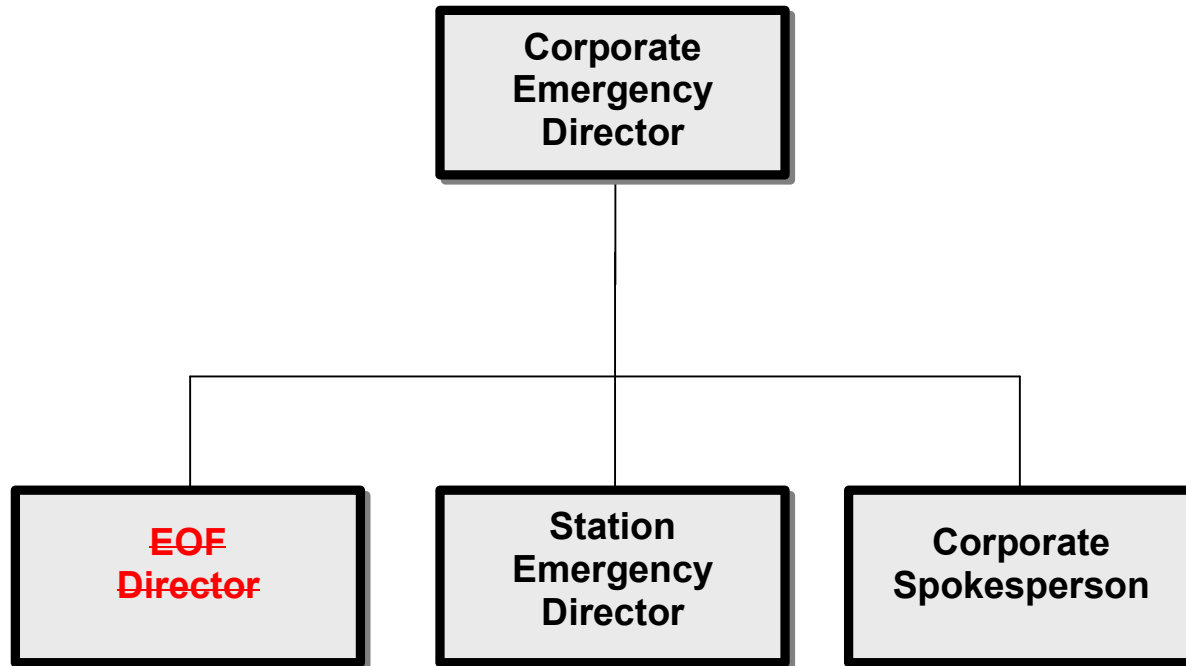 Corporate
Emergency
Director
EOF
Director
Station
Emergency
Director
Corporate
Spokesperson